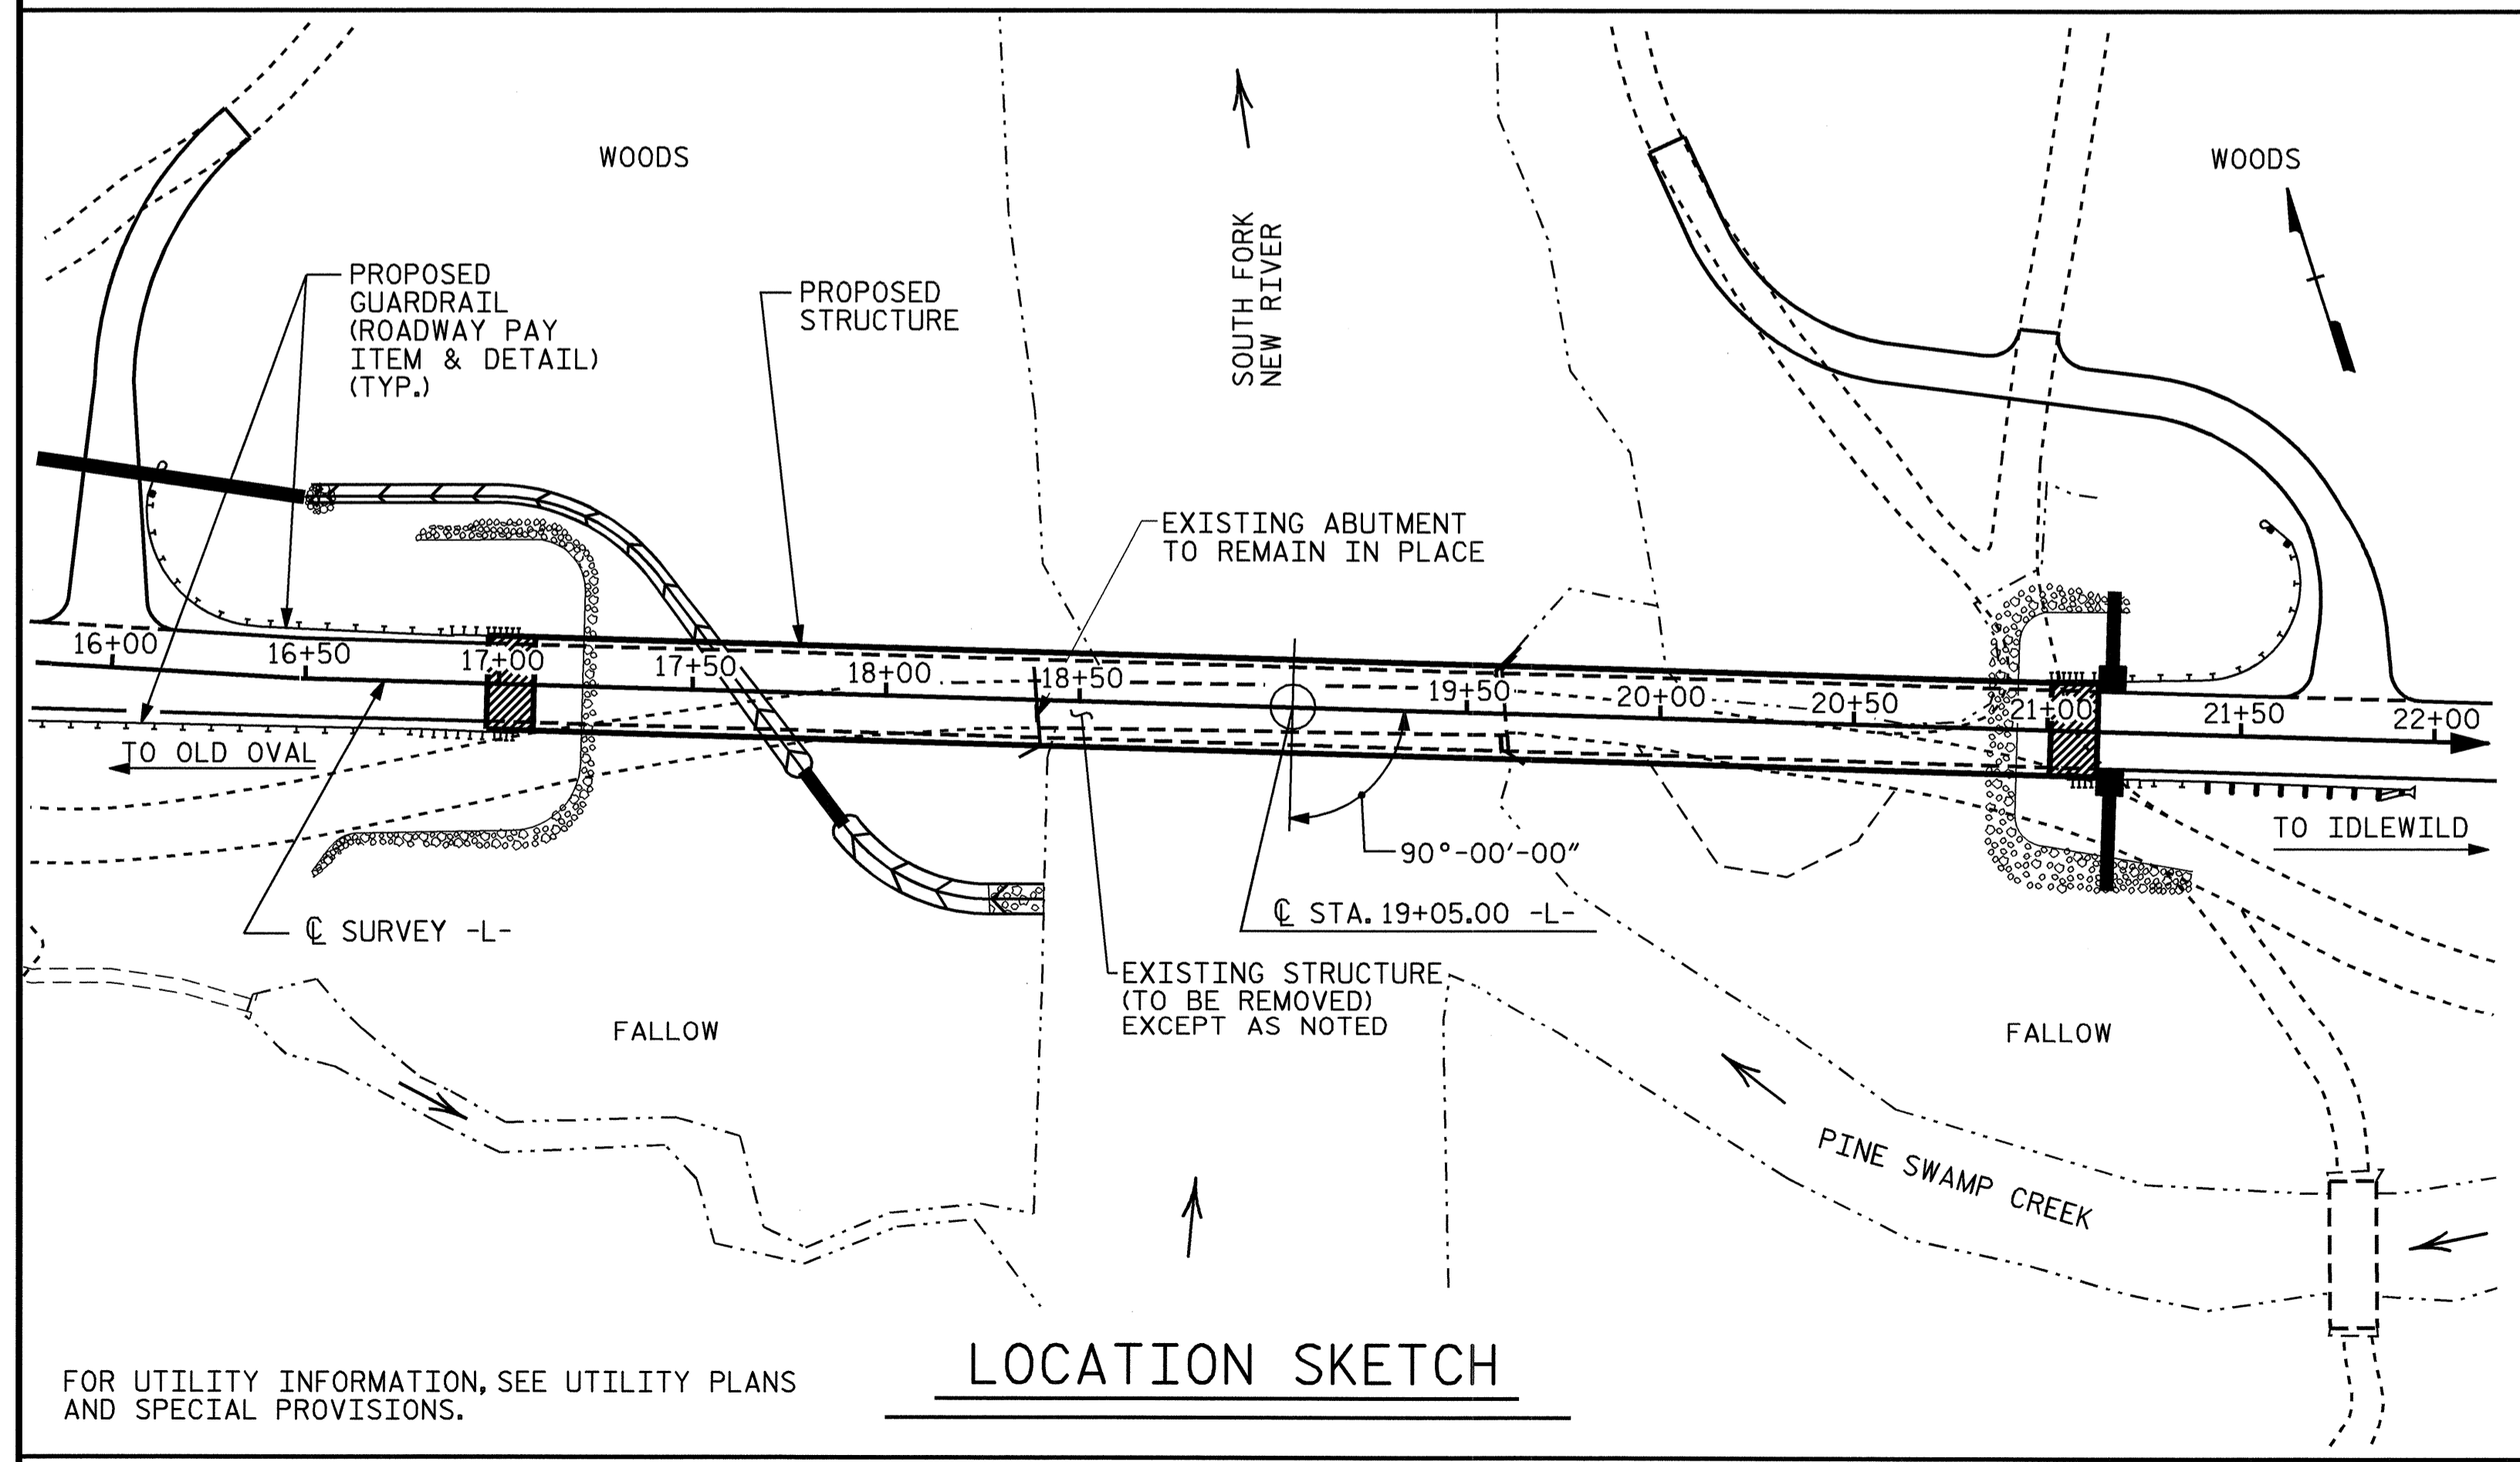 WOODS
WOODS
SOUTH FORK
NEW RIVER
PROPOSED
GUARDRAIL
(ROADWAY PAY
ITEM & DETAIL)
(TYP.)
PROPOSED
STRUCTURE
EXISTING ABUTMENT
TO REMAIN IN PLACE
16+00
16+50
17+00
17+50
18+00
18+50
19+50
20+00
20+50
21+00
21+50
22+00
TO OLD OVAL
TO IDLEWILD
90°-00'-00"
℄ STA. 19+05.00 -L-
℄ SURVEY -L-
EXISTING STRUCTURE
(TO BE REMOVED)
EXCEPT AS NOTED
FALLOW
FALLOW
PINE SWAMP CREEK
LOCATION SKETCH
FOR UTILITY INFORMATION, SEE UTILITY PLANS
AND SPECIAL PROVISIONS.